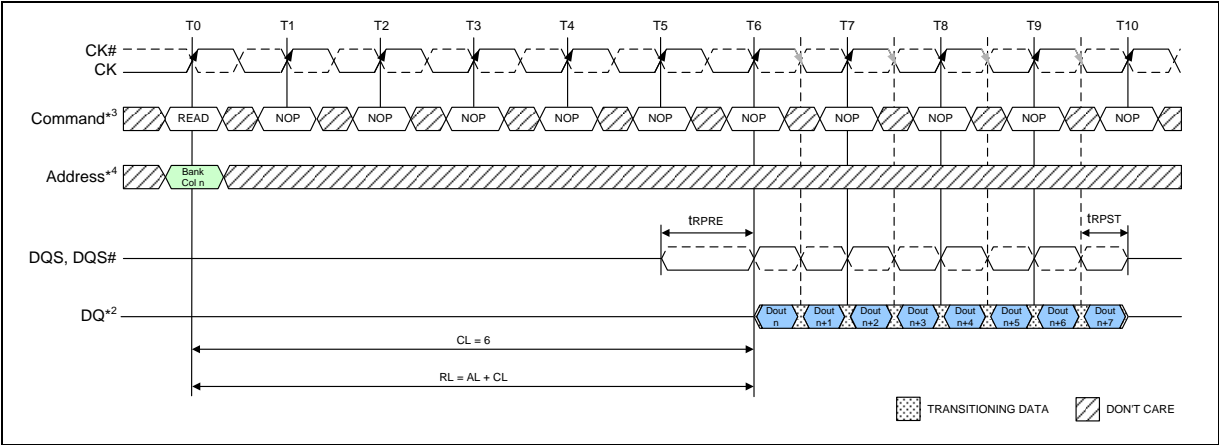 T0 T1 T2 T3 T4 T5 T6 T7 T8 T9 T10
CK#
CK
Command*3 READ NOP NOP NOP NOP NOP NOP NOP NOP NOP NOP
Address*4 Bank
Col n
tRPRE tRPST
DQS, DQS#
DQ*2 Dout Dout Dout Dout Dout Dout Dout Dout
n n+1 n+2 n+3 n+4 n+5 n+6 n+7
CL = 6
RL = AL + CL
TRANSITIONING DATA DON'T CARE